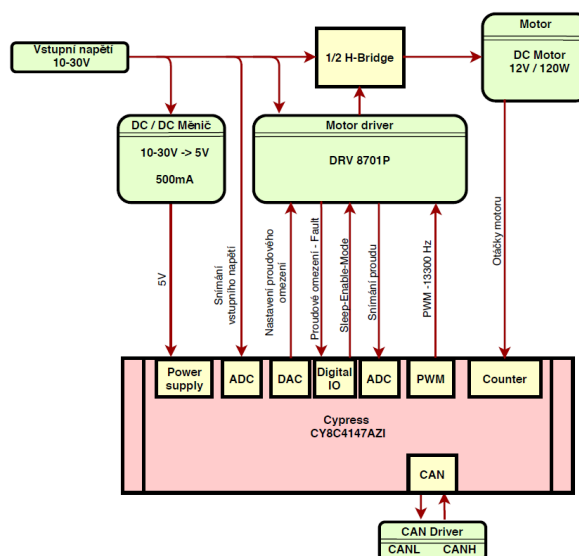 Vstupní napětí
10-30V
1/2 H-Bridge
Motor
DC Motor
12V / 120W
DC / DC Měnič
10-30V -> 5V
500mA
Motor driver
DRV 8701P
5V
Snímání
vstupního napětí
Nastavení proudového
omezení
Proudové omezení - Fault
Sleep-Enable-Mode
Snímání proudu
PWM -13300 Hz
Otáčky motoru
Power
supply
ADC
DAC
Digital
IO
ADC
PWM
Counter
Cypress
CY8C4147AZI
CAN
CAN Driver
CANL CANH